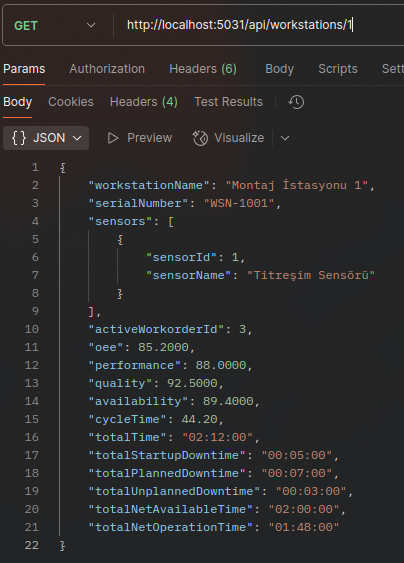 GET http://localhost:5031/api/workstations/1
Params Authorization Headers (6) Body Scripts Sett
Body Cookies Headers (4) Test Results
{} JSON Preview Visualize
1 {
2 "workstationName": "Montaj İstasyonu 1",
3 "serialNumber": "WSN-1001",
4 "sensors": [
5 {
6 "sensorId": 1,
7 "sensorName": "Titreşim Sensörü"
8 }
9 ],
10 "activeWorkorderId": 3,
11 "oee": 85.2000,
12 "performance": 88.0000,
13 "quality": 92.5000,
14 "availability": 89.4000,
15 "cycleTime": 44.20,
16 "totalTime": "02:12:00",
17 "totalStartupDowntime": "00:05:00",
18 "totalPlannedDowntime": "00:07:00",
19 "totalUnplannedDowntime": "00:03:00",
20 "totalNetAvailableTime": "02:00:00",
21 "totalNetOperationTime": "01:48:00"
22 }